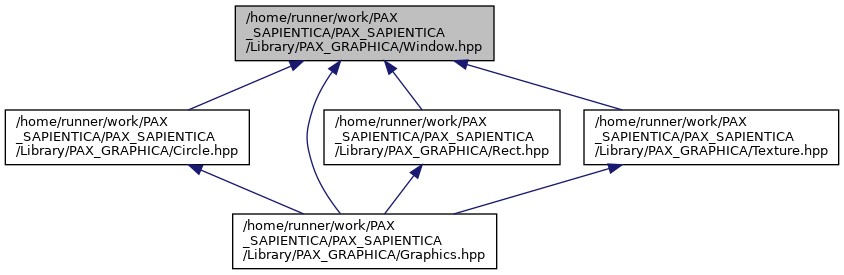 /home/runner/work/PAX
_SAPIENTICA/PAX_SAPIENTICA
/Library/PAX_GRAPHICA/Window.hpp
/home/runner/work/PAX
_SAPIENTICA/PAX_SAPIENTICA
/Library/PAX_GRAPHICA/Circle.hpp
/home/runner/work/PAX
_SAPIENTICA/PAX_SAPIENTICA
/Library/PAX_GRAPHICA/Rect.hpp
/home/runner/work/PAX
_SAPIENTICA/PAX_SAPIENTICA
/Library/PAX_GRAPHICA/Texture.hpp
/home/runner/work/PAX
_SAPIENTICA/PAX_SAPIENTICA
/Library/PAX_GRAPHICA/Graphics.hpp